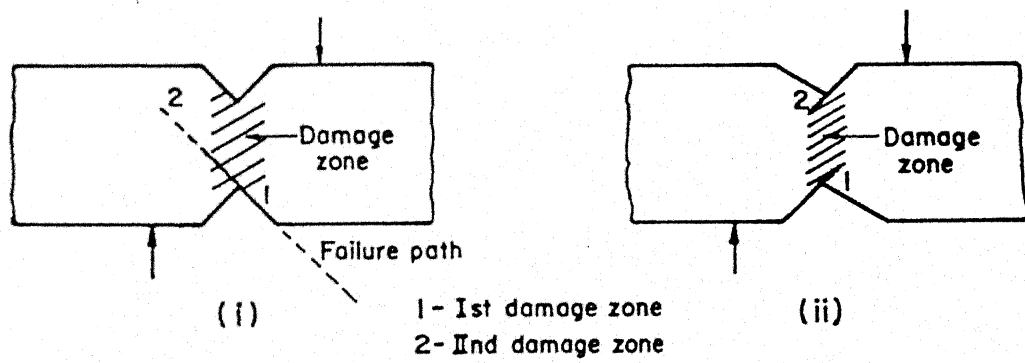 2
Damage
zone
1
Failure path
(i)
2
Damage
zone
1
(ii)
1- Ist damage zone
2- IInd damage zone